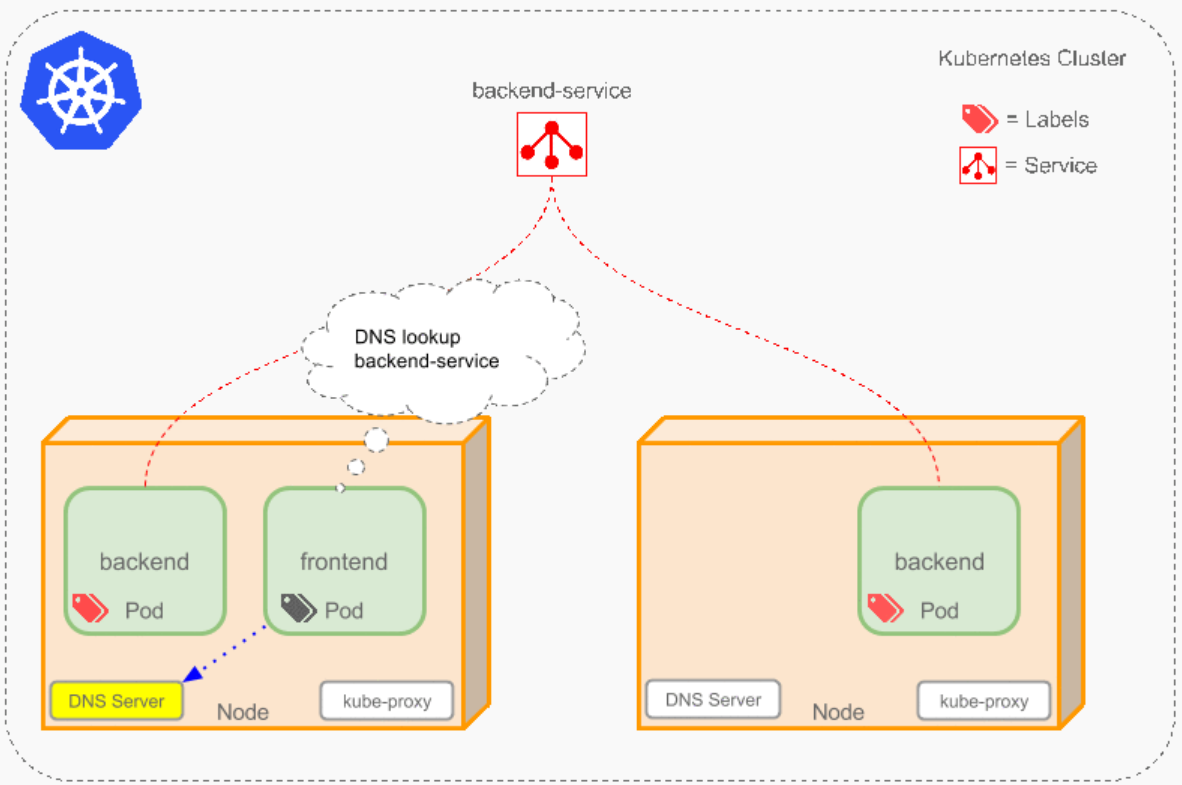 Kubernetes Cluster
backend-service
= Labels
= Service
DNS lookup
backend-service
backend
Pod
frontend
Pod
backend
Pod
DNS Server
Node
kube-proxy
DNS Server
Node
kube-proxy